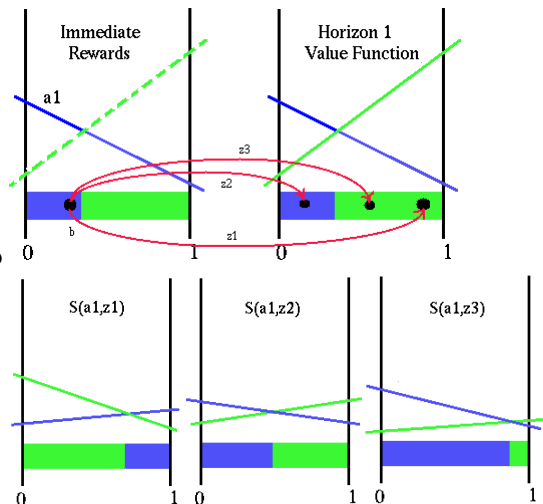 Immediate
Rewards
Horizon 1
Value Function
a1
z3
z2
b
z1
0
1
0
1
S(a1,z1)
S(a1,z2)
S(a1,z3)
0
1
0
1
0
1